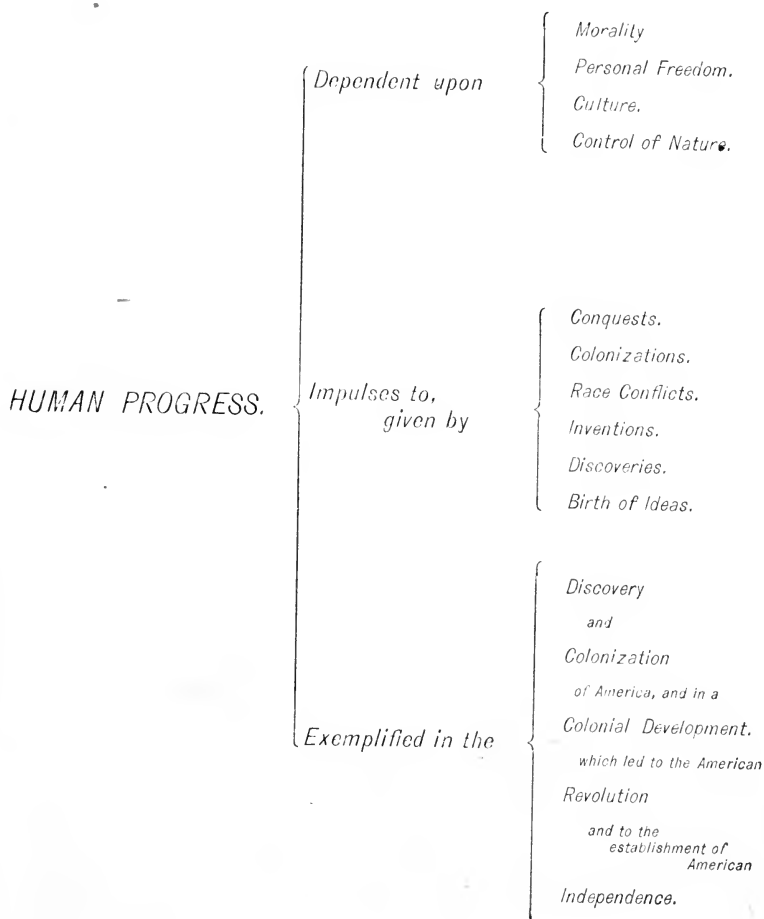 HUMAN PROGRESS.
Dependent upon
Morality
Personal Freedom.
Culture.
Control of Nature.
Impulses to,
given by
Conquests.
Colonizations.
Race Conflicts.
Inventions.
Discoveries.
Birth of Ideas.
Exemplified in the
Discovery
and
Colonization
of America, and in a
Colonial Development.
which led to the American
Revolution
and to the
establishment of
American
Independence.